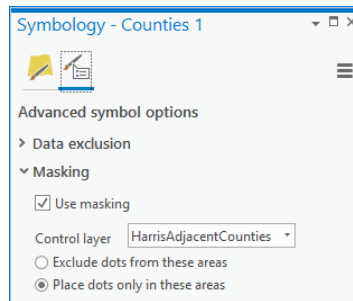 Symbology - Counties 1
Advanced symbol options
Data exclusion
Masking
Use masking
Control layer HarrisAdjacentCounties
Exclude dots from these areas
Place dots only in these areas